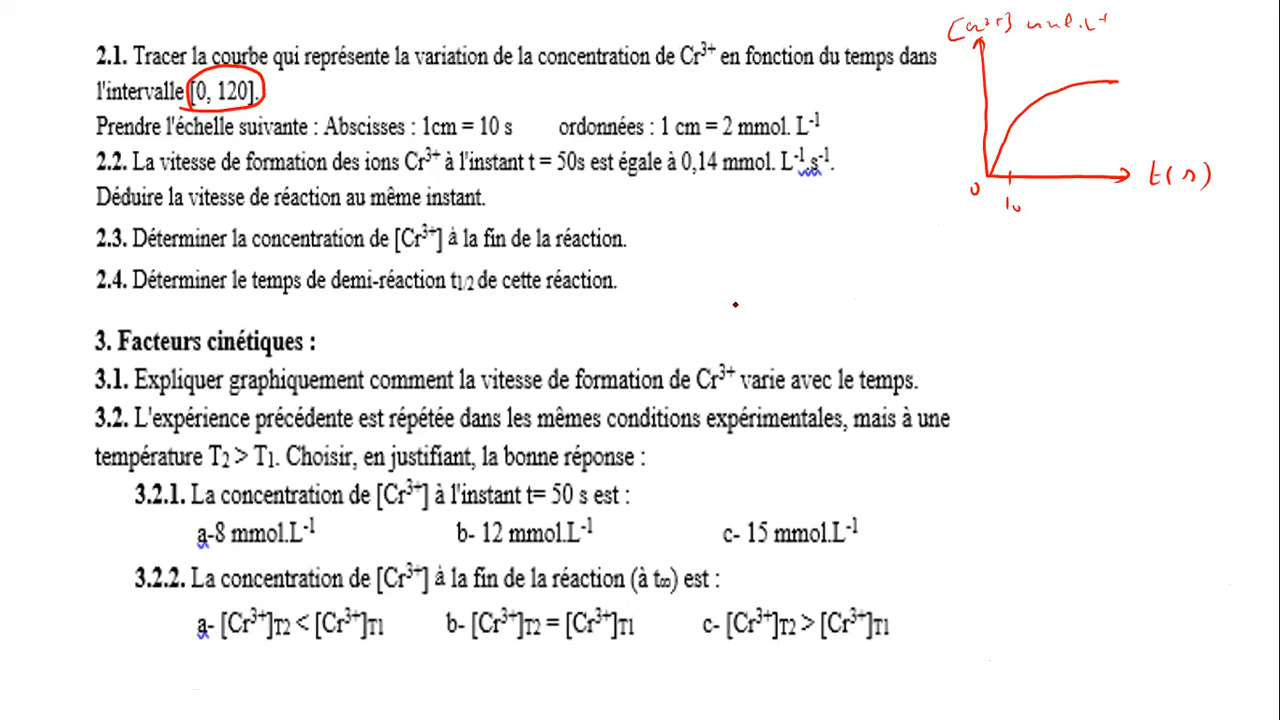 [Cr3+] mmol.L-1
2.1. Tracer la courbe qui représente la variation de la concentration de Cr³⁺ en fonction du temps dans
l'intervalle [0, 120].
Prendre l'échelle suivante : Abscisses : 1cm = 10 s ordonnées : 1 cm = 2 mmol. L⁻¹
2.2. La vitesse de formation des ions Cr³⁺ à l'instant t = 50s est égale à 0,14 mmol. L⁻¹.s⁻¹.
t(s)
0
10
Déduire la vitesse de réaction au même instant.
2.3. Déterminer la concentration de [Cr³⁺] à la fin de la réaction.
2.4. Déterminer le temps de demi-réaction t1/2 de cette réaction.
3. Facteurs cinétiques :
3.1. Expliquer graphiquement comment la vitesse de formation de Cr³⁺ varie avec le temps.
3.2. L'expérience précédente est répétée dans les mêmes conditions expérimentales, mais à une
température T2 > T1. Choisir, en justifiant, la bonne réponse :
3.2.1. La concentration de [Cr³⁺] à l'instant t= 50 s est :
a-8 mmol.L⁻¹ b- 12 mmol.L⁻¹ c- 15 mmol.L⁻¹
3.2.2. La concentration de [Cr³⁺] à la fin de la réaction (à t∞) est :
a- [Cr³⁺]T2 < [Cr³⁺]T1 b- [Cr³⁺]T2 = [Cr³⁺]T1 c- [Cr³⁺]T2 > [Cr³⁺]T1